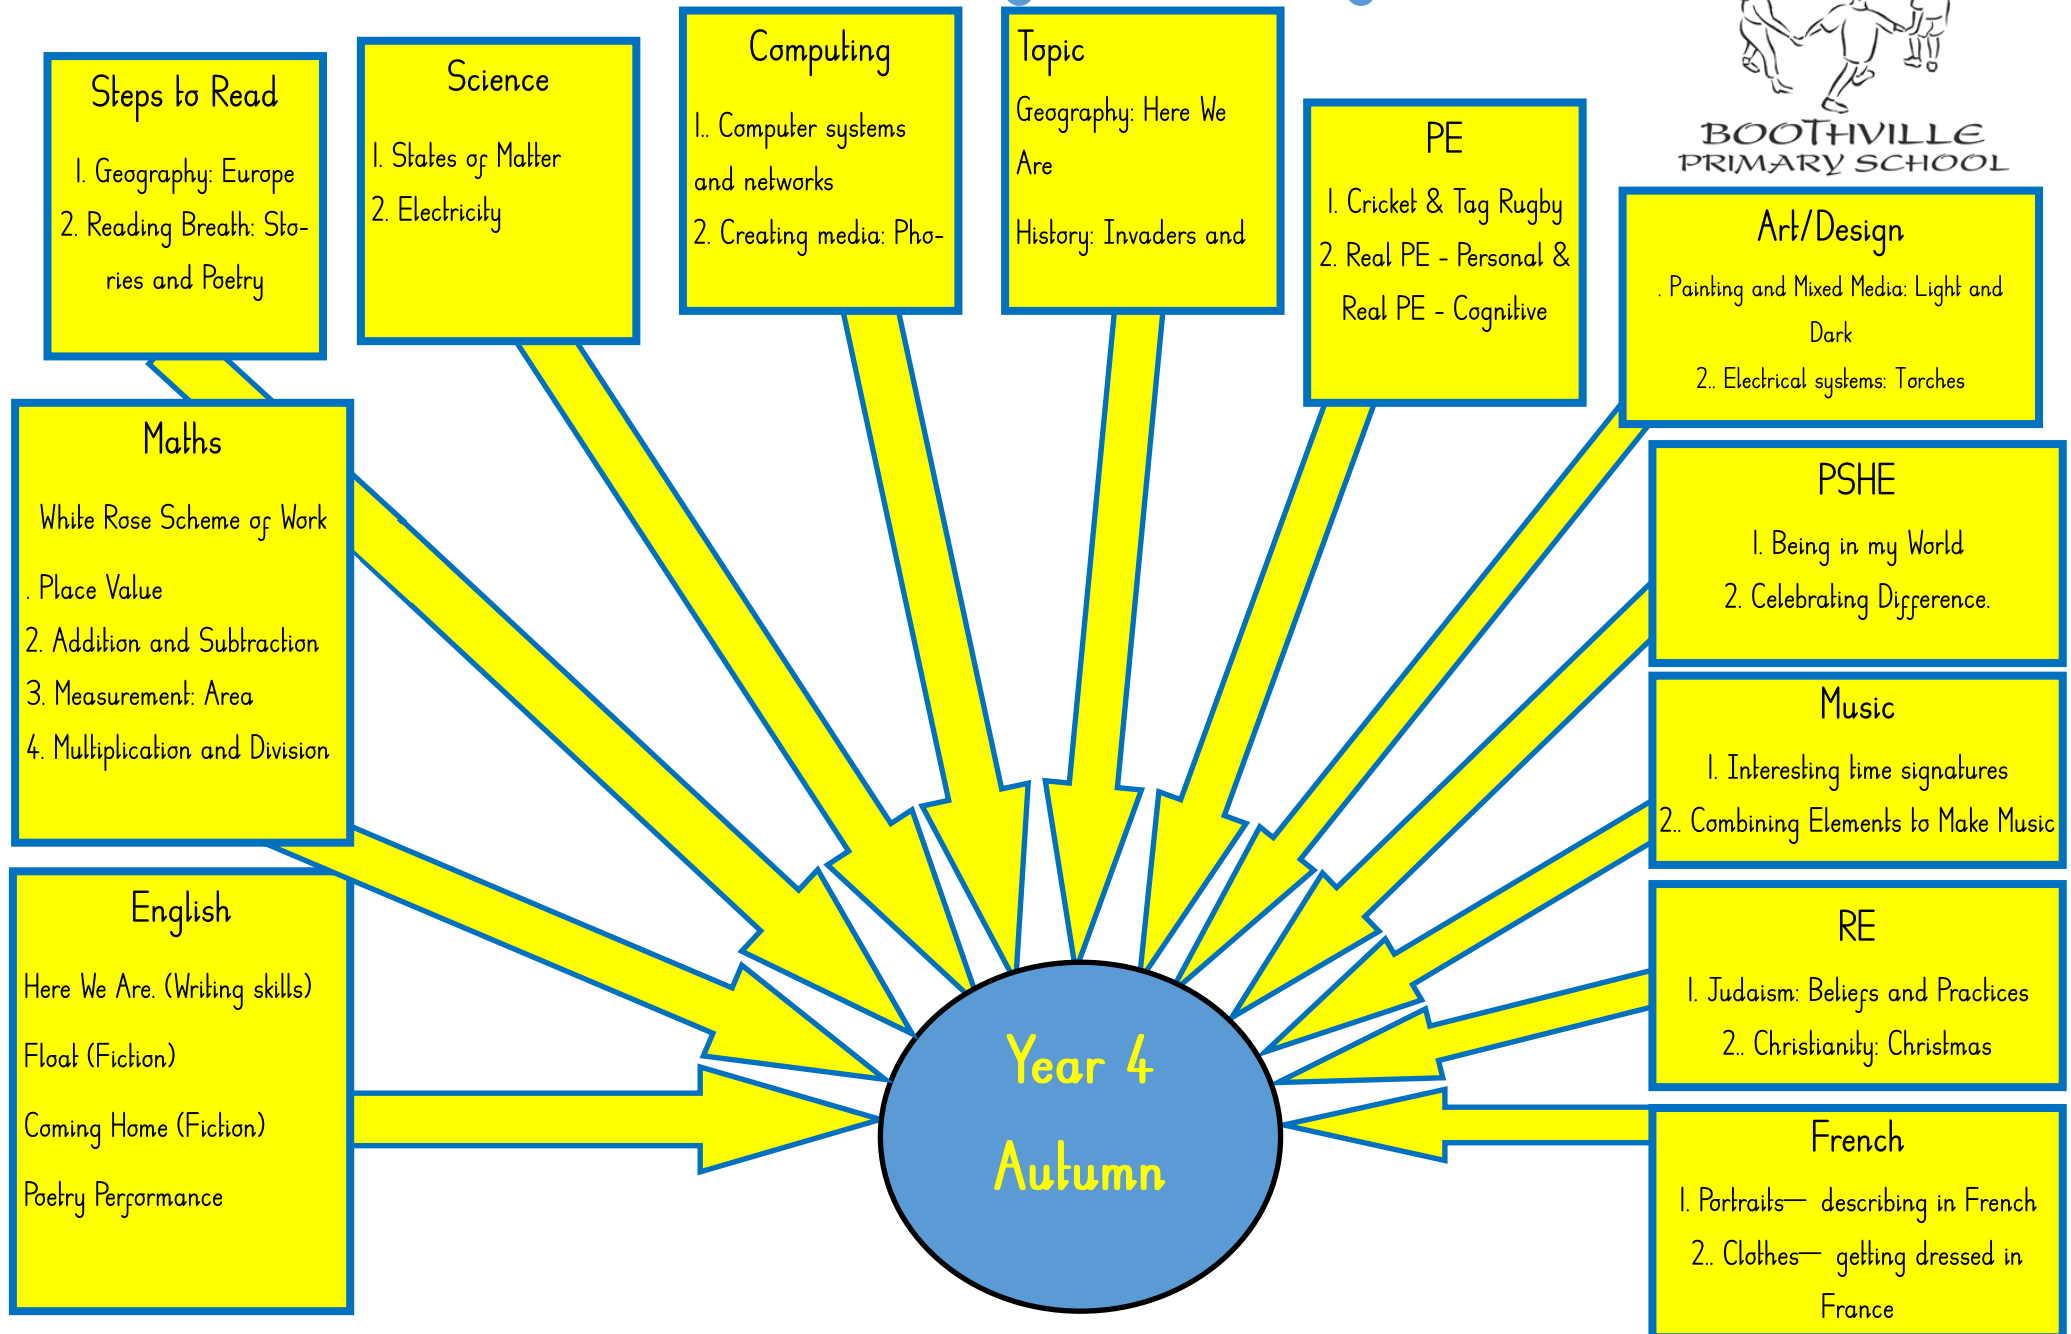 BOOTHVILLE
PRIMARY SCHOOL
Steps to Read
1. Geography: Europe
2. Reading Breath: Sto-
ries and Poetry
Science
1. States of Matter
2. Electricity
Computing
1.. Computer systems
and networks
2. Creating media: Pho-
Topic
Geography: Here We
Are
History: Invaders and
PE
1. Cricket & Tag Rugby
2. Real PE - Personal &
Real PE - Cognitive
Art/Design
. Painting and Mixed Media: Light and
Dark
2.. Electrical systems: Torches
Maths
White Rose Scheme of Work
. Place Value
2. Addition and Subtraction
3. Measurement: Area
4. Multiplication and Division
PSHE
1. Being in my World
2. Celebrating Difference.
Music
1. Interesting time signatures
2.. Combining Elements to Make Music
English
Here We Are. (Writing skills)
Float (Fiction)
Coming Home (Fiction)
Poetry Performance
RE
1. Judaism: Beliefs and Practices
2.. Christianity: Christmas
French
1. Portraits— describing in French
2.. Clothes— getting dressed in
France
Year 4
Autumn